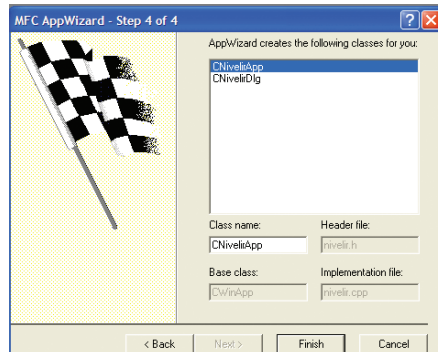 MFC AppWizard - Step 4 of 4
AppWizard creates the following classes for you:
CNivelirApp
CNivelirDlg
Class name: Header file:
CNivelirApp nivelir.h
Base class: Implementation file:
CWinApp nivelir.cpp
< Back Next > Finish Cancel